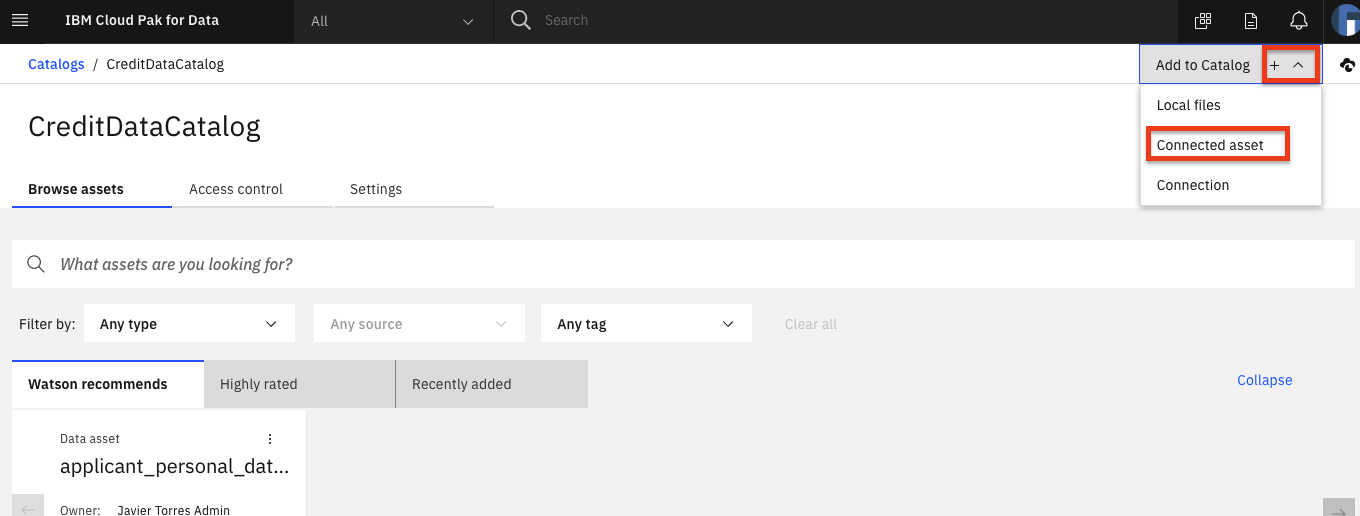 IBM Cloud Pak for Data All Search
Catalogs / CreditDataCatalog Add to Catalog +
Local files
CreditDataCatalog
Connected asset
Browse assets Access control Settings Connection
What assets are you looking for?
Filter by: Any type Any source Any tag Clear all
Watson recommends Highly rated Recently added Collapse
Data asset
applicant_personal_dat...
Owner: Javier Torres Admin